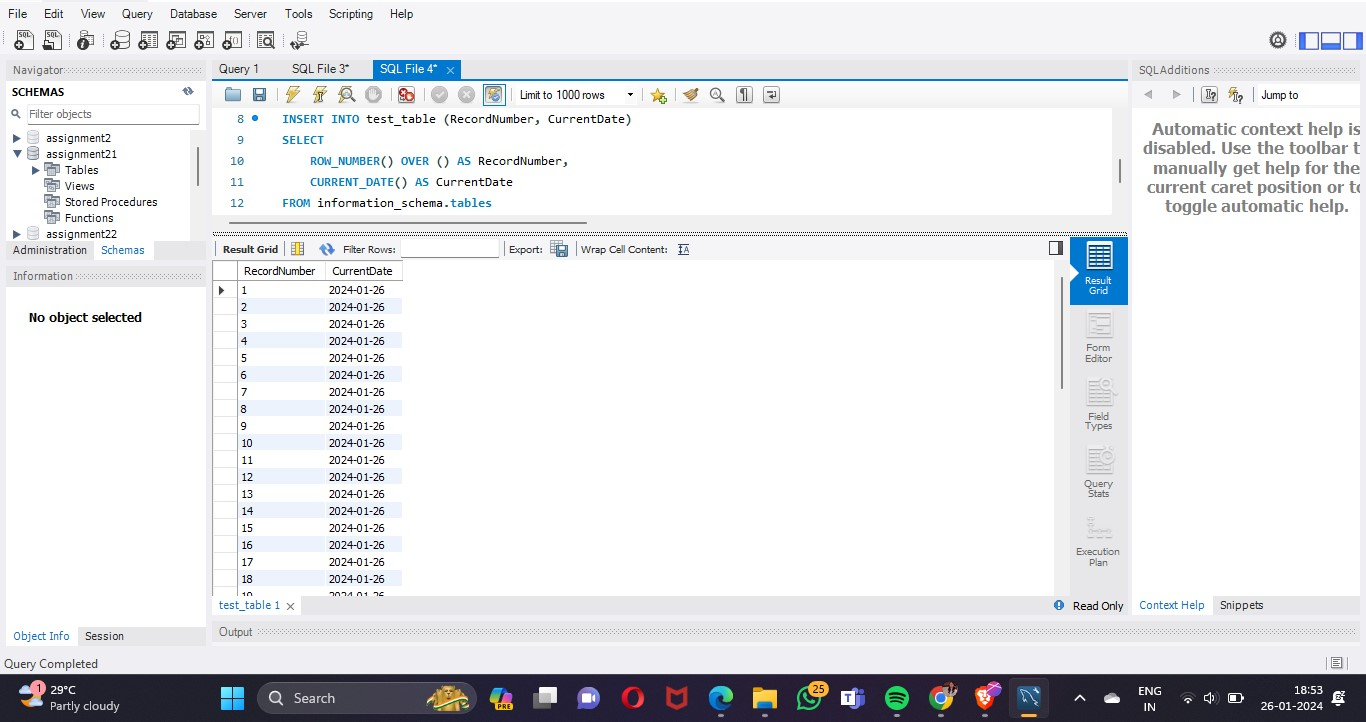 File Edit View Query Database Server Tools Scripting Help
Navigator
SCHEMAS
Filter objects
assignment2
assignment21
Tables
Views
Stored Procedures
Functions
assignment22
Administration Schemas
Information
No object selected
Object Info Session
Query 1 SQL File 3* SQL File 4*
Limit to 1000 rows
8 INSERT INTO test_table (RecordNumber, CurrentDate)
9 SELECT
10 ROW_NUMBER() OVER () AS RecordNumber,
11 CURRENT_DATE() AS CurrentDate
12 FROM information_schema.tables
Result Grid Filter Rows: Export: Wrap Cell Content:
RecordNumber CurrentDate
1 2024-01-26
2 2024-01-26
3 2024-01-26
4 2024-01-26
5 2024-01-26
6 2024-01-26
7 2024-01-26
8 2024-01-26
9 2024-01-26
10 2024-01-26
11 2024-01-26
12 2024-01-26
13 2024-01-26
14 2024-01-26
15 2024-01-26
16 2024-01-26
17 2024-01-26
18 2024-01-26
19 2024-01-26
Result
Grid
Form
Editor
Field
Types
Query
Stats
Execution
Plan
test_table 1
Read Only
Output
SQLAdditions
Jump to
Automatic context help is
disabled. Use the toolbar t
manually get help for the
current caret position or to
toggle automatic help.
Context Help Snippets
Query Completed
1
29°C
Partly cloudy
Search
PRE
25
ENG
IN
18:53
26-01-2024